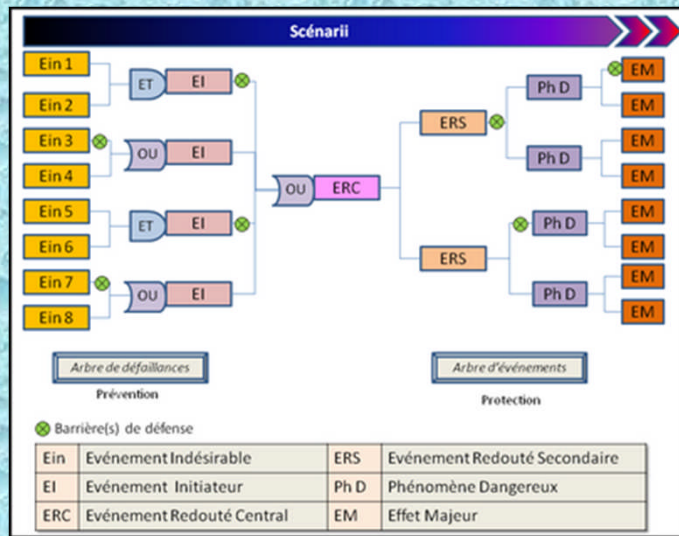 Scénarii
Ein 1
Ein 2
ET
EI
Ein 3
Ein 4
OU
EI
Ein 5
Ein 6
ET
EI
Ein 7
Ein 8
OU
EI
OU
ERC
ERS
ERS
Ph D
Ph D
Ph D
Ph D
EM
EM
EM
EM
EM
EM
EM
EM
Arbre de défaillances
Prévention
Arbre d'événements
Protection
Barrière(s) de défense
Ein Evénement Indésirable ERS Evénement Redouté Secondaire
EI Evénement Initiateur Ph D Phénomène Dangereux
ERC Evénement Redouté Central EM Effet Majeur